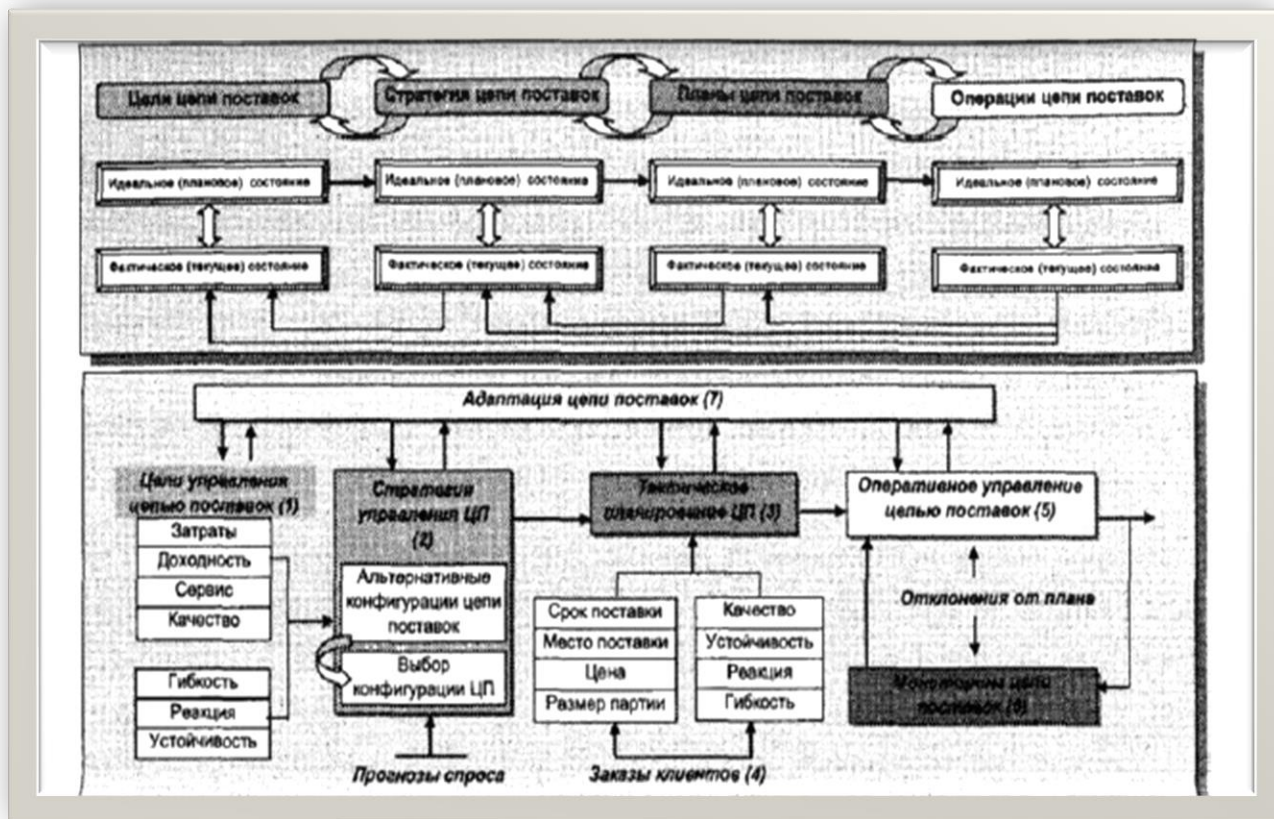 Цели цепи поставок
Стратегия цепи поставок
Планы цепи поставок
Операции цепи поставок
Идеальное (плановое) состояние
Идеальное (плановое) состояние
Идеальное (плановое) состояние
Идеальное (плановое) состояние
Фактическое (текущее) состояние
Фактическое (текущее) состояние
Фактическое (текущее) состояние
Фактическое (текущее) состояние
Адаптация цепи поставок (7)
Цели управления
цепью поставок (1)
Затраты
Доходность
Сервис
Качество
Гибкость
Реакция
Устойчивость
Стратегия
управления ЦП
(2)
Альтернативные
конфигурации цепи
поставок
Выбор
конфигурации ЦП
Прогнозы спроса
Тактическое
планирование ЦП (3)
Срок поставки
Место поставки
Цена
Размер партии
Качество
Устойчивость
Реакция
Гибкость
Заказы клиентов (4)
Оперативное управление
цепью поставок (5)
Отклонения от плана
Мониторинг цепи
поставок (6)